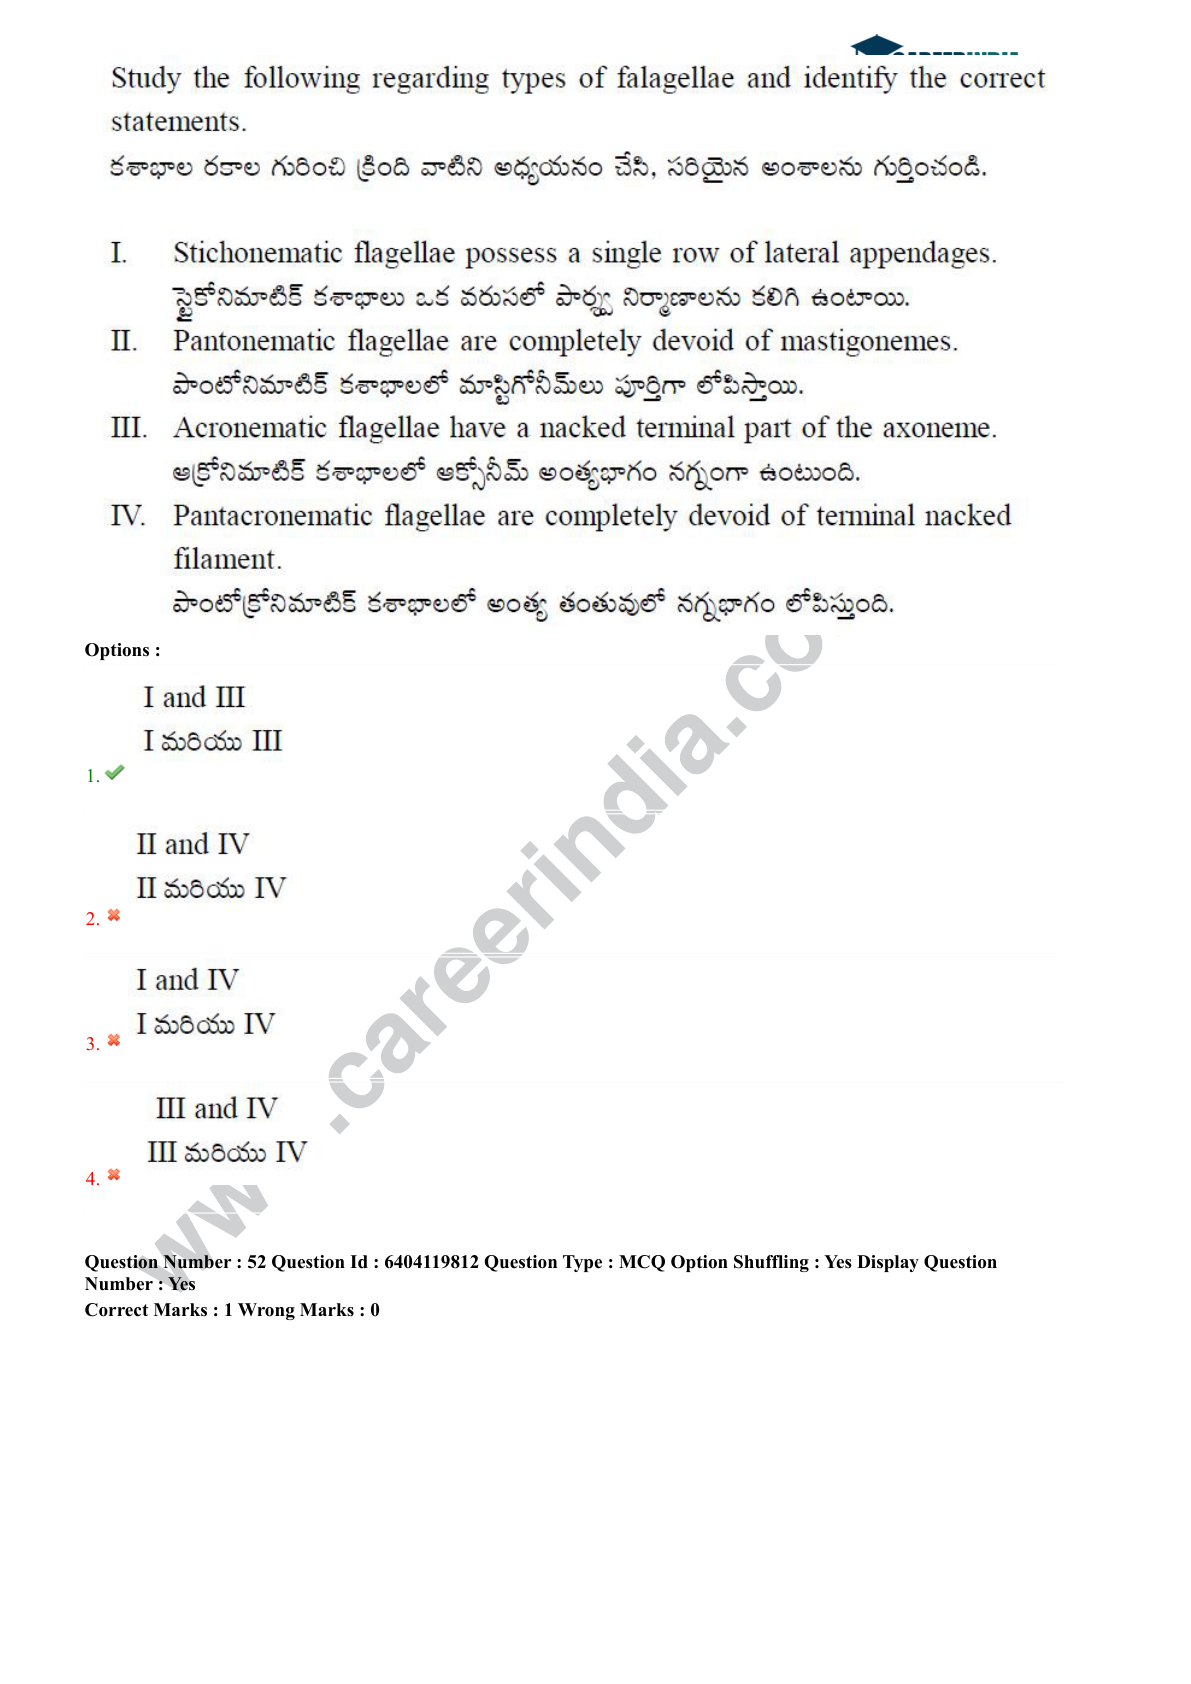 Study the following regarding types of falagellae and identify the correct
statements.
కశాభాల రకాల గురించి క్రింది వాటిని అధ్యయనం చేసి, సరియైన అంశాలను గుర్తించండి.
I. Stichonematic flagellae possess a single row of lateral appendages.
స్టైకోనిమాటిక్ కశాభాలు ఒక వరుసలో పార్శ్వ నిర్మాణాలను కలిగి ఉంటాయి.
II. Pantonematic flagellae are completely devoid of mastigonemes.
పాంటోనిమాటిక్ కశాభాలలో మాస్టిగోనీమ్‌లు పూర్తిగా లోపిస్తాయి.
III. Acronematic flagellae have a nacked terminal part of the axoneme.
ఆక్రోనిమాటిక్ కశాభాలలో ఆక్సోనీమ్ అంత్యభాగం నగ్నంగా ఉంటుంది.
IV. Pantacronematic flagellae are completely devoid of terminal nacked
filament.
పాంటోక్రోనిమాటిక్ కశాభాలలో అంత్య తంతువులో నగ్నభాగం లోపిస్తుంది.
Options :
I and III
I మరియు III
1.
II and IV
II మరియు IV
2.
I and IV
I మరియు IV
3.
III and IV
III మరియు IV
4.
Question Number : 52 Question Id : 6404119812 Question Type : MCQ Option Shuffling : Yes Display Question
Number : Yes
Correct Marks : 1 Wrong Marks : 0